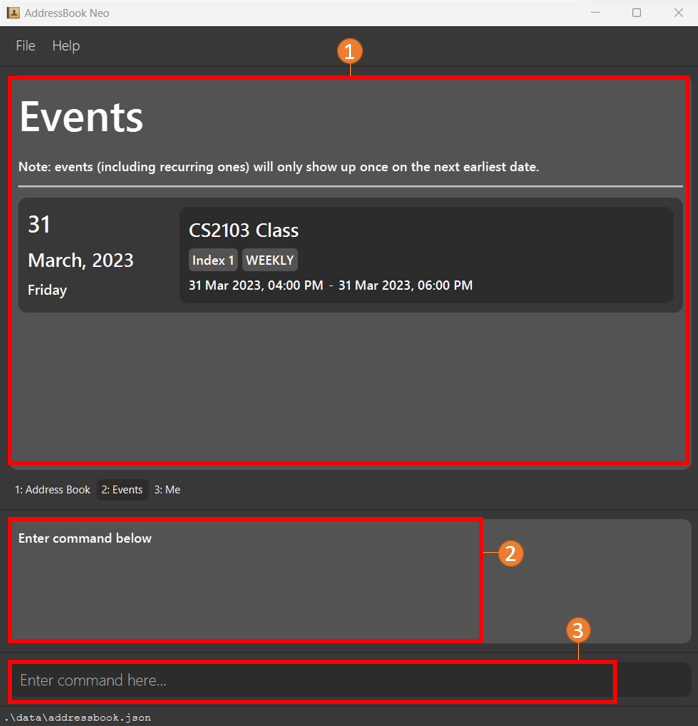 AddressBook Neo
File Help
1
Events
Note: events (including recurring ones) will only show up once on the next earliest date.
31
March, 2023
Friday
CS2103 Class
Index 1 WEEKLY
31 Mar 2023, 04:00 PM - 31 Mar 2023, 06:00 PM
1: Address Book 2: Events 3: Me
Enter command below
2
3
Enter command here...
.\data\addressbook.json